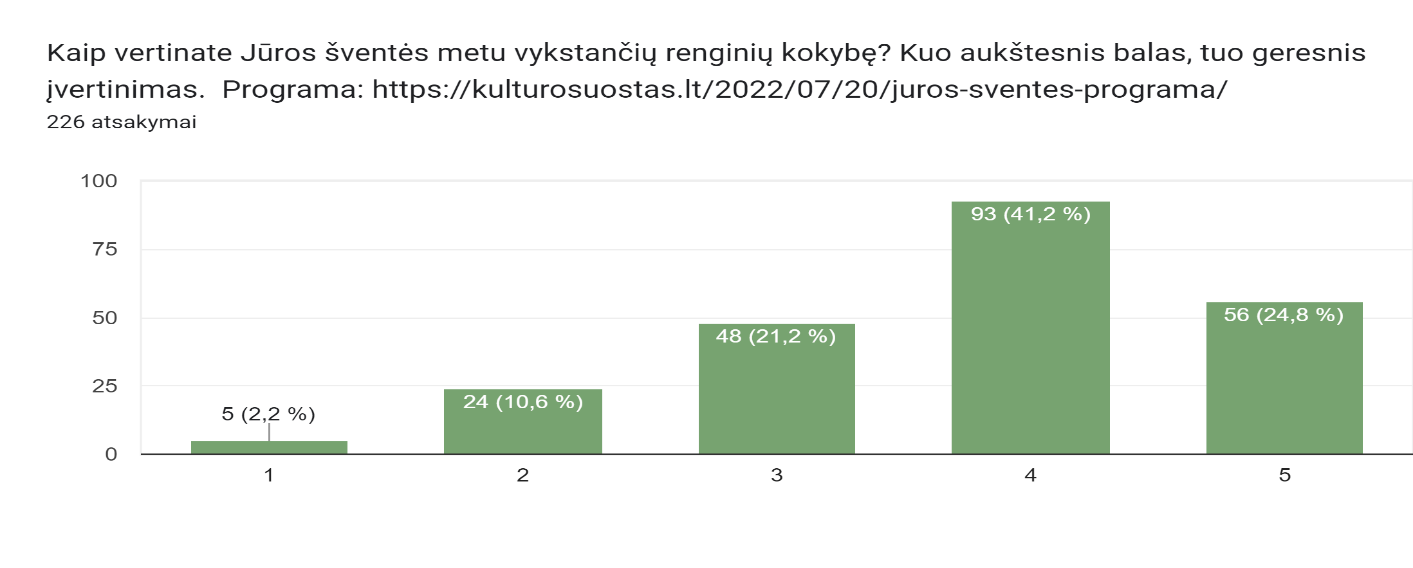 Kaip vertinate Jūros šventės metu vykstančių renginių kokybę? Kuo aukštesnis balas, tuo geresnis
įvertinimas.  Programa: https://kulturosuostas.lt/2022/07/20/juros-sventes-programa/
226 atsakymai
100
75
50
25
0
5 (2,2 %)
24 (10,6 %)
48 (21,2 %)
93 (41,2 %)
56 (24,8 %)
1 2 3 4 5